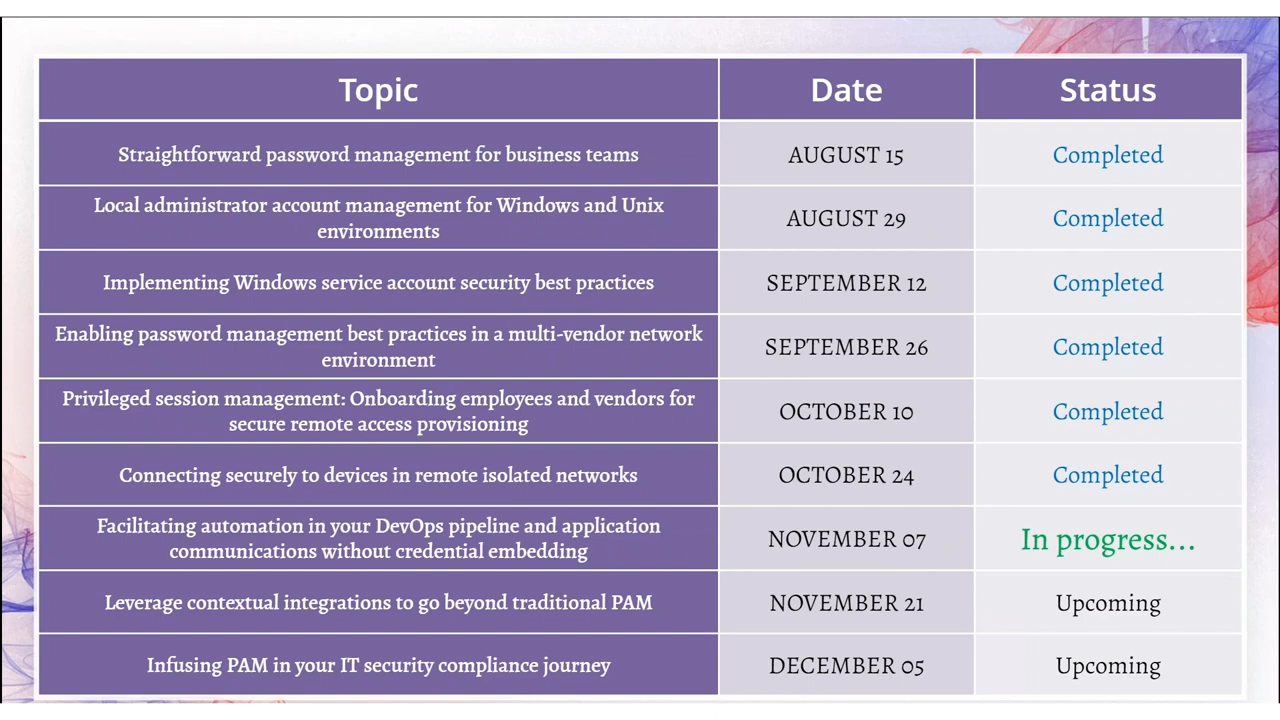 Topic
Date
Status
Straightforward password management for business teams
AUGUST 15
Completed
Local administrator account management for Windows and Unix
environments
AUGUST 29
Completed
Implementing Windows service account security best practices
SEPTEMBER 12
Completed
Enabling password management best practices in a multi-vendor network
environment
SEPTEMBER 26
Completed
Privileged session management: Onboarding employees and vendors for
secure remote access provisioning
OCTOBER 10
Completed
Connecting securely to devices in remote isolated networks
OCTOBER 24
Completed
Facilitating automation in your DevOps pipeline and application
communications without credential embedding
NOVEMBER 07
In progress...
Leverage contextual integrations to go beyond traditional PAM
NOVEMBER 21
Upcoming
Infusing PAM in your IT security compliance journey
DECEMBER 05
Upcoming